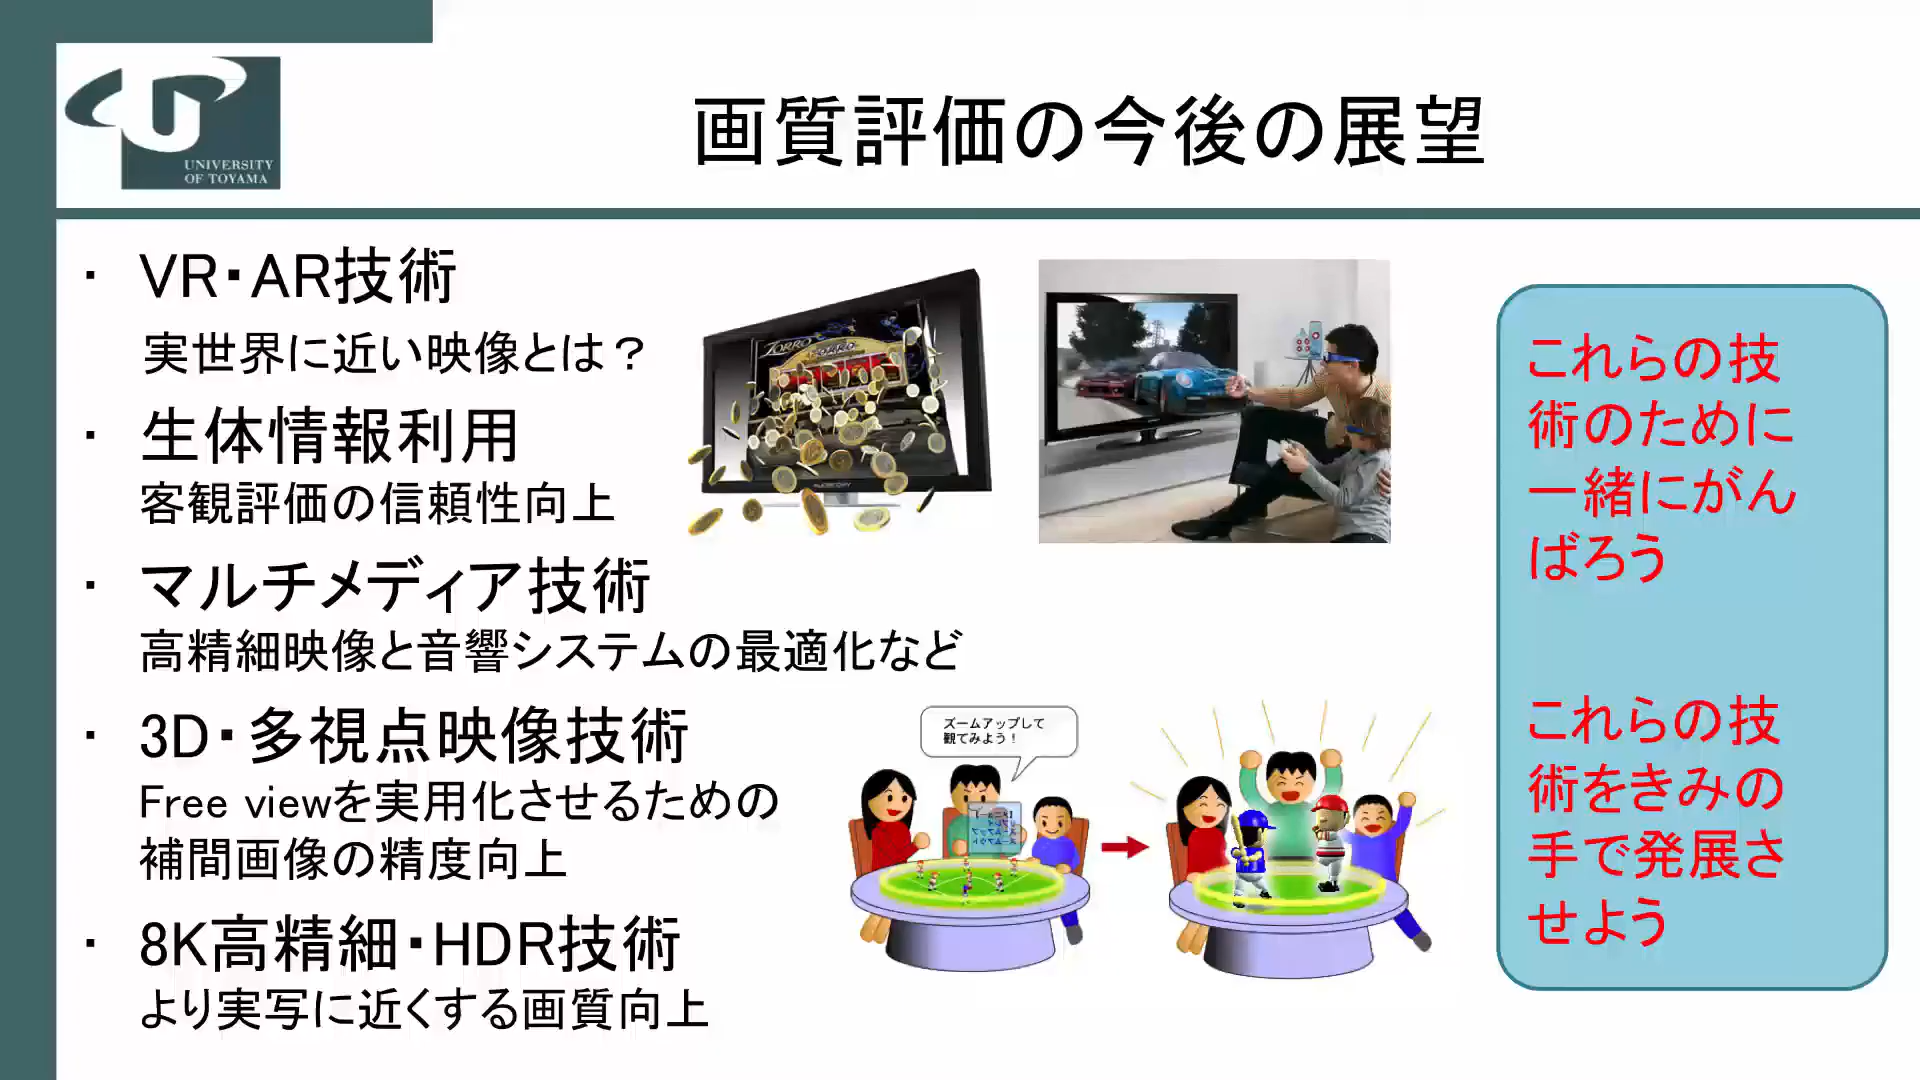 UNIVERSITY
OF TOYAMA
画質評価の今後の展望
・ VR・AR技術
実世界に近い映像とは？
・ 生体情報利用
客観評価の信頼性向上
・ マルチメディア技術
高精細映像と音響システムの最適化など
・ 3D・多視点映像技術
Free viewを実用化させるための
補間画像の精度向上
・ 8K高精細・HDR技術
より実写に近くする画質向上
ZORRO
ズームアップして
観てみよう！
これらの技
術のために
一緒にがん
ばろう
これらの技
術をきみの
手で発展さ
せよう